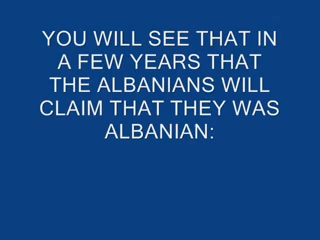 YOU WILL SEE THAT IN
A FEW YEARS THAT
THE ALBANIANS WILL
CLAIM THAT THEY WAS
ALBANIAN: